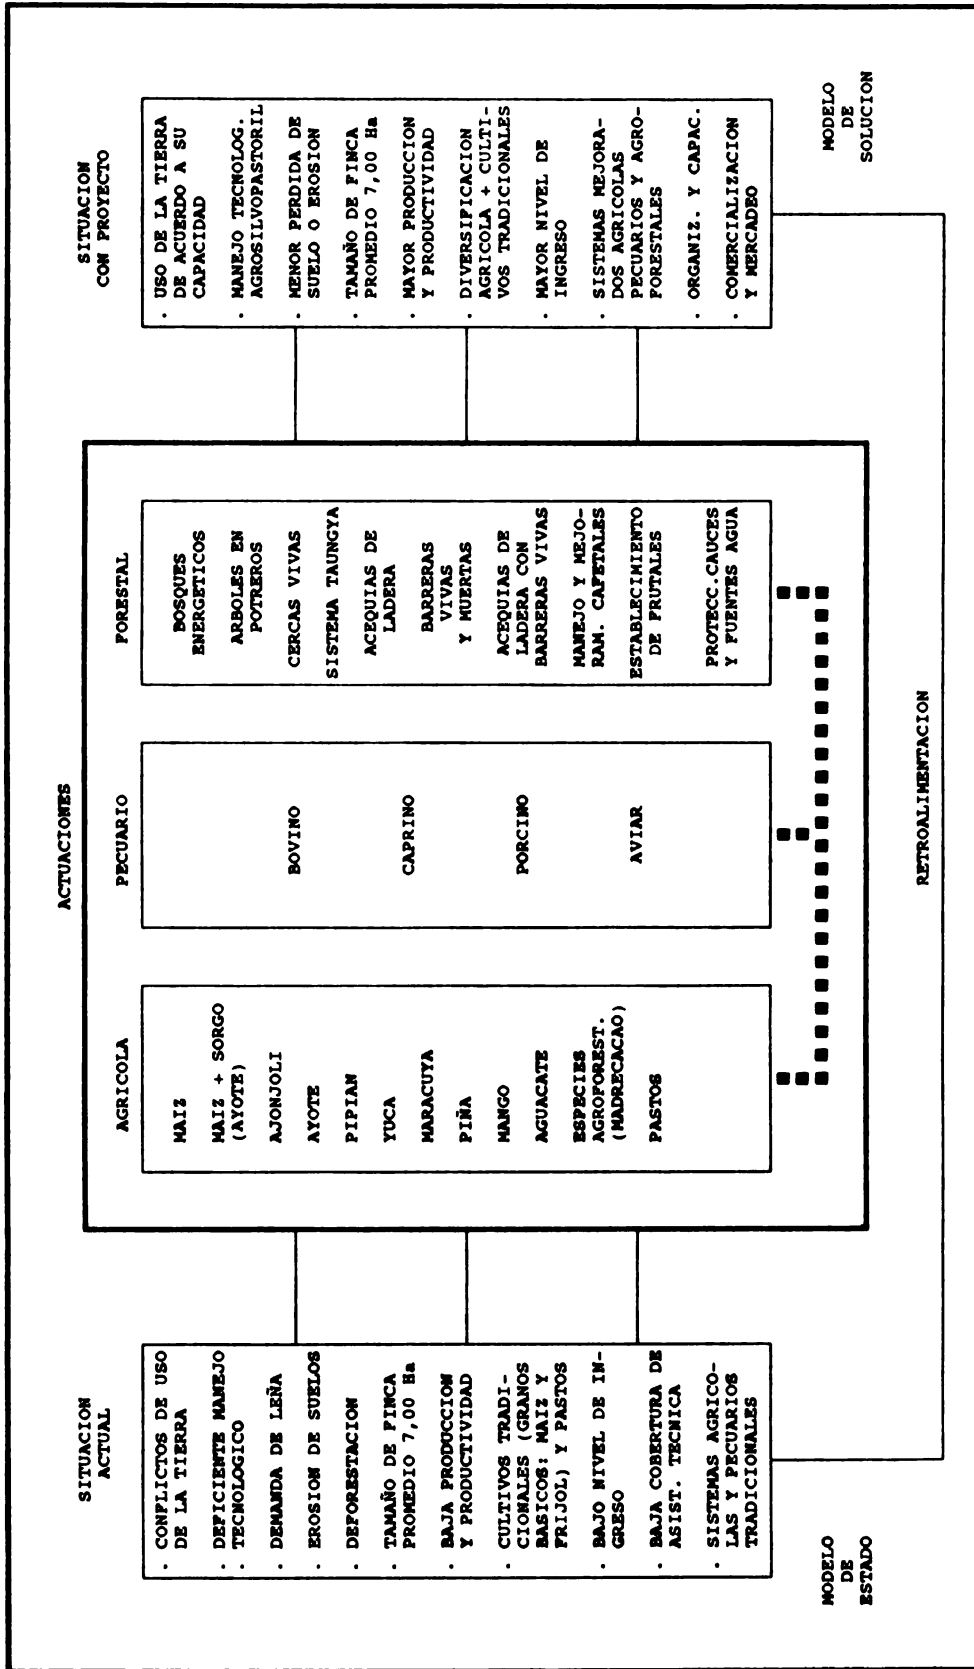 SITUACION
ACTUAL
. CONFLICTOS DE USO
DE LA TIERRA
. DEFICIENTE MANEJO
. TECNOLOGICO
. DEMANDA DE LEÑA
. EROSION DE SUELOS
. DEFORESTACION
. TAMAÑO DE FINCA
PROMEDIO 7,00 Ha
. BAJA PRODUCCION
Y PRODUCTIVIDAD
. CULTIVOS TRADI-
CIONALES (GRANOS
BASICOS: MAIZ Y
FRIJOL) Y PASTOS
. BAJO NIVEL DE IN-
GRESO
. BAJA COBERTURA DE
ASIST. TECNICA
. SISTEMAS AGRICO-
LAS Y PECUARIOS
TRADICIONALES
MODELO
DE
ESTADO
ACTUACIONES
AGRICOLA
MAIZ
MAIZ + SORGO
(AYOTE)
AJONJOLI
AYOTE
PIPIAN
YUCA
MARACUYA
PIÑA
MANGO
AGUACATE
ESPECIES
AGROFOREST.
(MADRECACAO)
PASTOS
PECUARIO
BOVINO
CAPRINO
PORCINO
AVIAR
FORESTAL
BOSQUES
ENERGETICOS
ARBOLES EN
POTREROS
CERCAS VIVAS
SISTEMA TAUNGYA
ACEQUIAS DE
LADERA
BARRERAS
VIVAS
Y MUERTAS
ACEQUIAS DE
LADERA CON
BARRERAS VIVAS
MANEJO Y MEJO-
RAM. CAFETALES
ESTABLECIMIENTO
DE FRUTALES
PROTECC.CAUCES
Y FUENTES AGUA
SITUACION
CON PROYECTO
. USO DE LA TIERRA
DE ACUERDO A SU
CAPACIDAD
. MANEJO TECNOLOG.
AGROSILVOPASTORIL
. MENOR PERDIDA DE
SUELO O EROSION
. TAMAÑO DE FINCA
PROMEDIO 7,00 Ha
. MAYOR PRODUCCION
Y PRODUCTIVIDAD
. DIVERSIFICACION
AGRICOLA + CULTI-
VOS TRADICIONALES
. MAYOR NIVEL DE
INGRESO
. SISTEMAS MEJORA-
DOS AGRICOLAS
PECUARIOS Y AGRO-
FORESTALES
. ORGANIZ. Y CAPAC.
. COMERCIALIZACION
Y MERCADEO
MODELO
DE
SOLUCION
RETROALIMENTACION